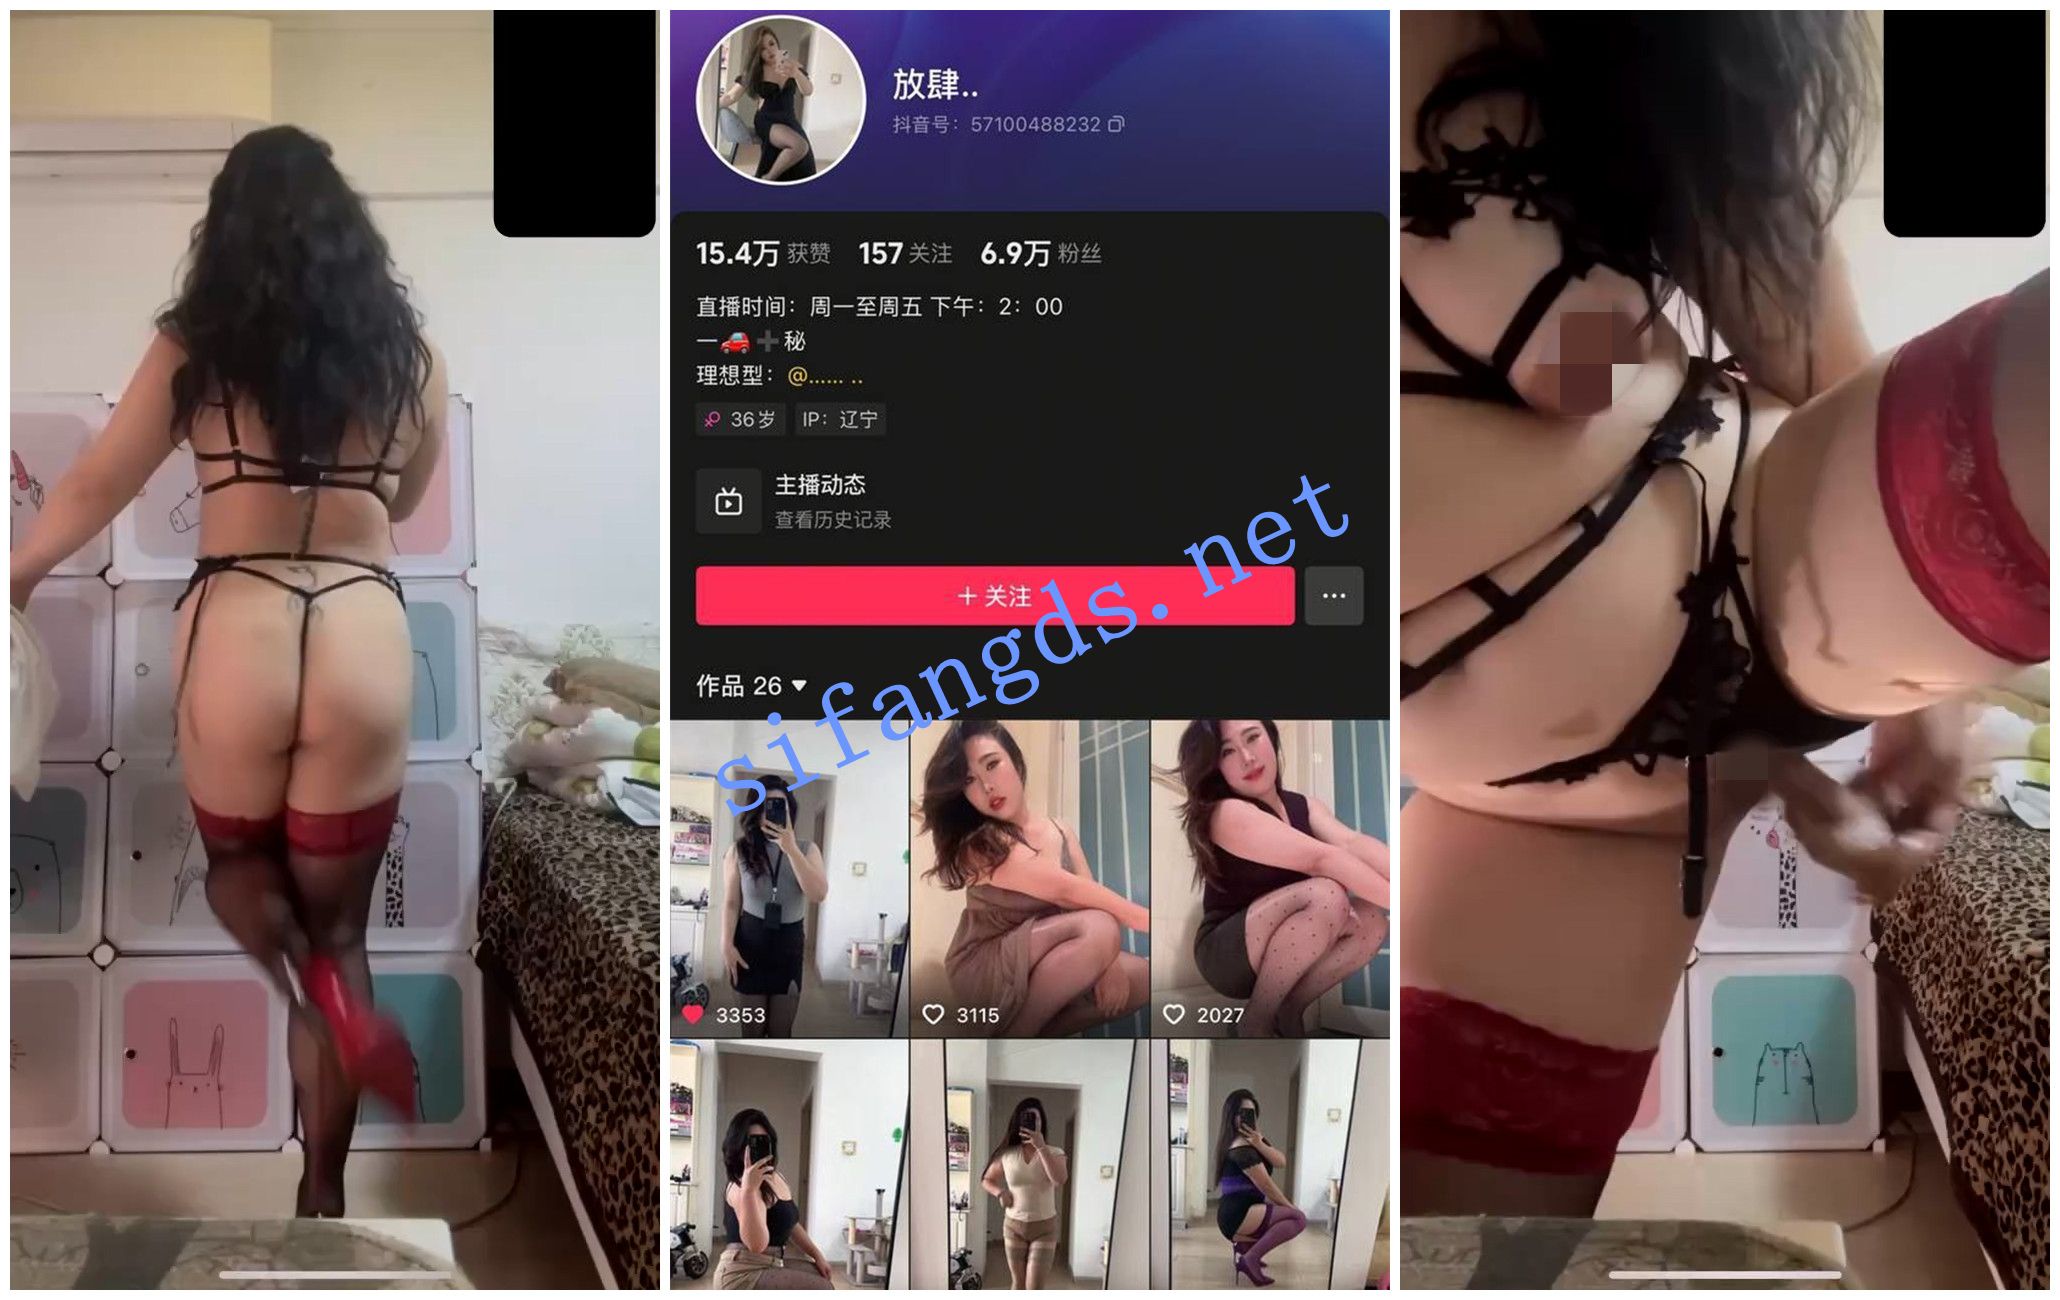 放肆..
抖音号：57100488232
15.4万 获赞 157 关注 6.9万 粉丝
直播时间：周一至周五 下午：2：00
一🚗➕秘
理想型：@...... ..
36岁 IP：辽宁
主播动态
查看历史记录
＋关注
作品 26
sifangds.net
3353 3115 2027